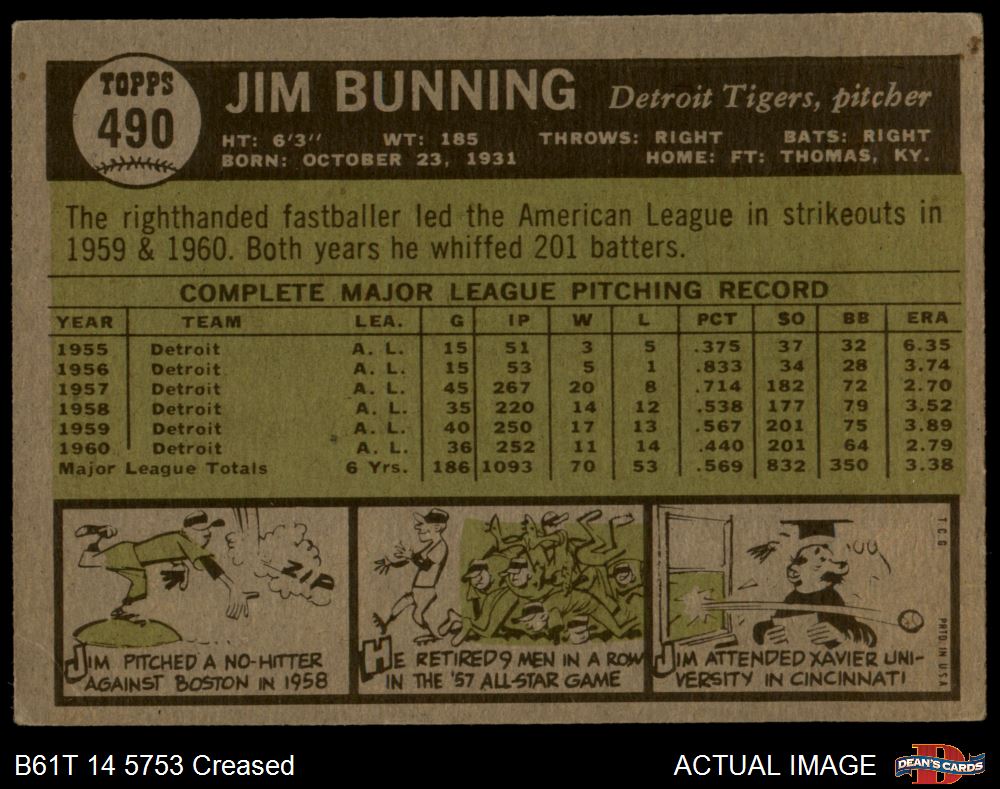 TOPPS
490
JIM BUNNING Detroit Tigers, pitcher
HT: 6'3'' WT: 185 THROWS: RIGHT BATS: RIGHT
BORN: OCTOBER 23, 1931 HOME: FT: THOMAS, KY.
The righthanded fastballer led the American League in strikeouts in
1959 & 1960. Both years he whiffed 201 batters.
COMPLETE MAJOR LEAGUE PITCHING RECORD
YEAR TEAM LEA. G IP W L PCT SO BB ERA
1955 Detroit A. L. 15 51 3 5 .375 37 32 6.35
1956 Detroit A. L. 15 53 5 1 .833 34 28 3.74
1957 Detroit A. L. 45 267 20 8 .714 182 72 2.70
1958 Detroit A. L. 35 220 14 12 .538 177 79 3.52
1959 Detroit A. L. 40 250 17 13 .567 201 75 3.89
1960 Detroit A. L. 36 252 11 14 .440 201 64 2.79
Major League Totals 6 Yrs. 186 1093 70 53 .569 832 350 3.38
ZIP
JIM PITCHED A NO-HITTER
AGAINST BOSTON IN 1958
HE RETIRED 9 MEN IN A ROW
IN THE '57 ALL-STAR GAME
JIM ATTENDED XAVIER UNI-
VERSITY IN CINCINNATI
T.C.G. PRTD. IN U.S.A.
B61T 14 5753 Creased
ACTUAL IMAGE
D
DEAN'S CARDS